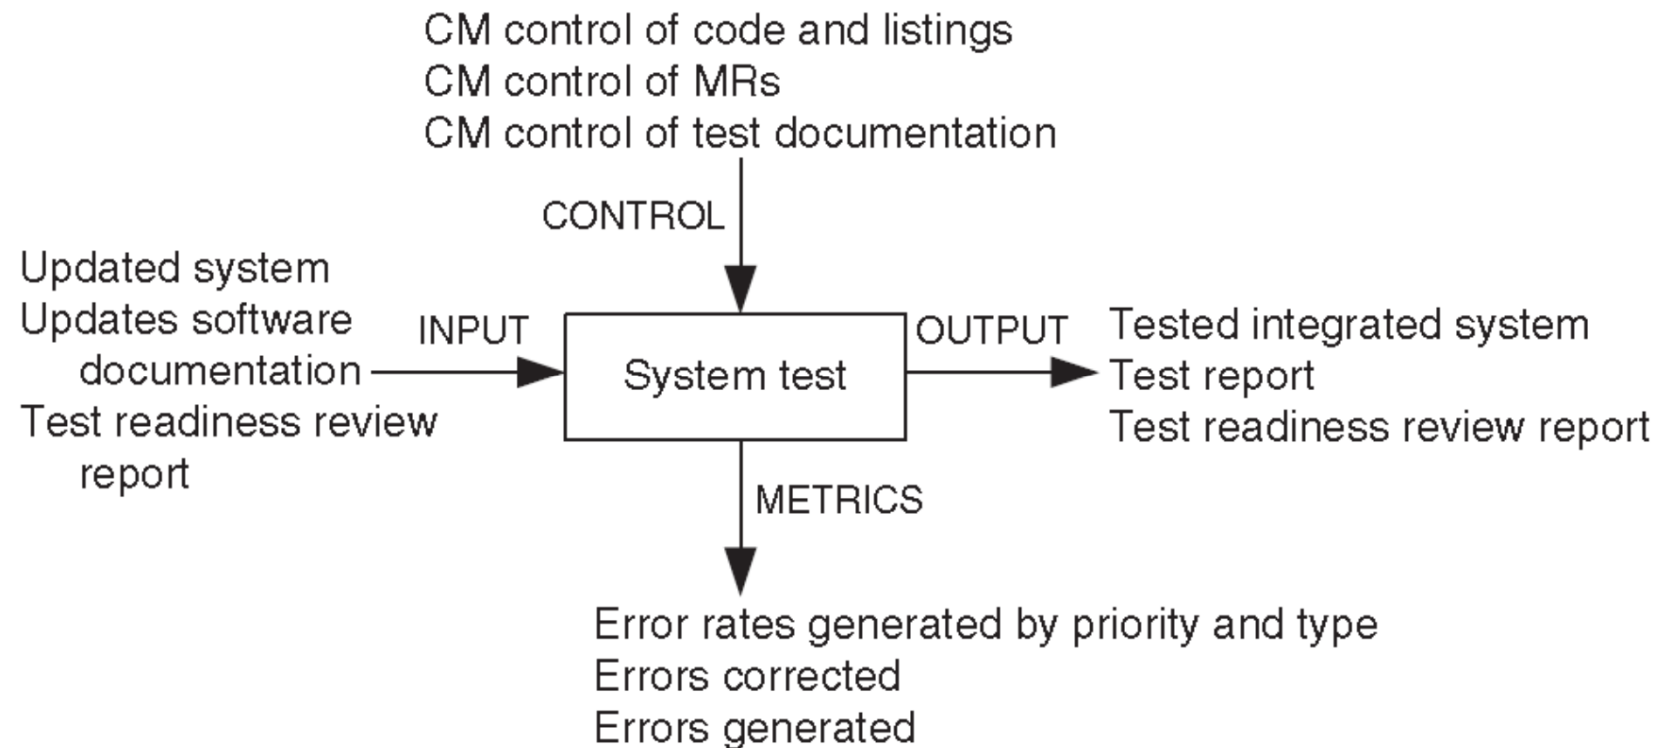 CM control of code and listings
CM control of MRs
CM control of test documentation
CONTROL
Updated system
Updates software
documentation
Test readiness review
report
INPUT
System test
OUTPUT
Tested integrated system
Test report
Test readiness review report
METRICS
Error rates generated by priority and type
Errors corrected
Errors generated